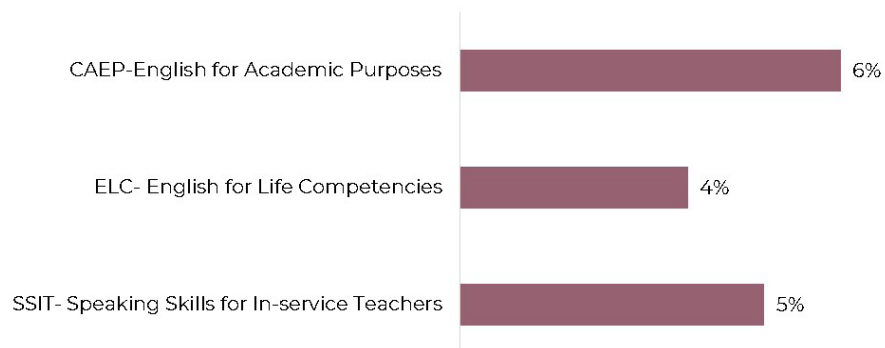 CAEP-English for Academic Purposes 6%
ELC- English for Life Competencies 4%
SSIT- Speaking Skills for In-service Teachers 5%